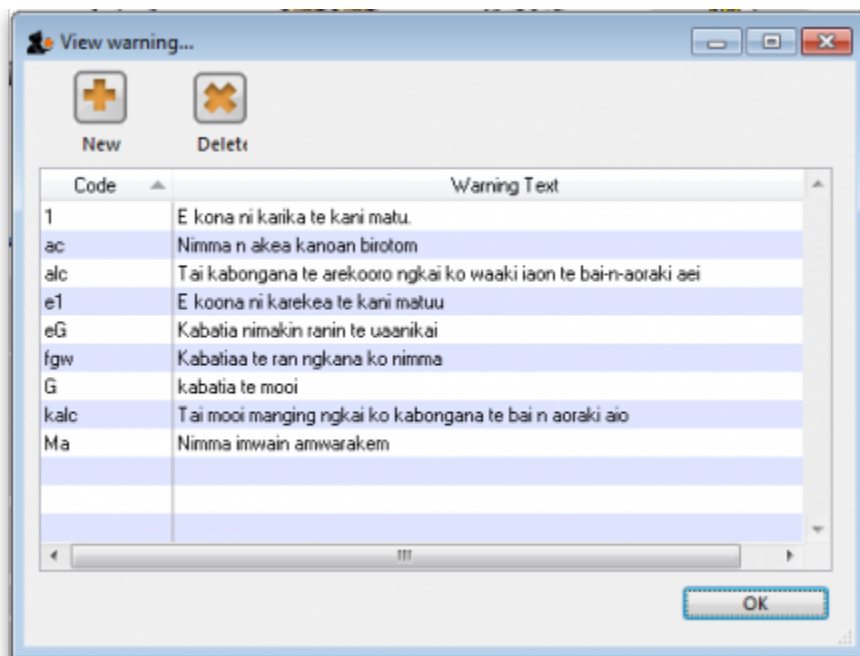 View warning...
New Delete
Code Warning Text
1 E kona ni karika te kani matu.
ac Nimma n akea kanoan birotom
alc Tai kabongana te arekooro ngkai ko waaki iaon te bai-n-aoraki aei
e1 E koona ni karekea te kani matuu
eG Kabatia nimakin ranin te uaanikai
fgw Kabatiaa te ran ngkana ko nimma
G kabatia te mooi
kalc Tai mooi manging ngkai ko kabongana te bai n aoraki aio
Ma Nimma imwain amwarakem
OK